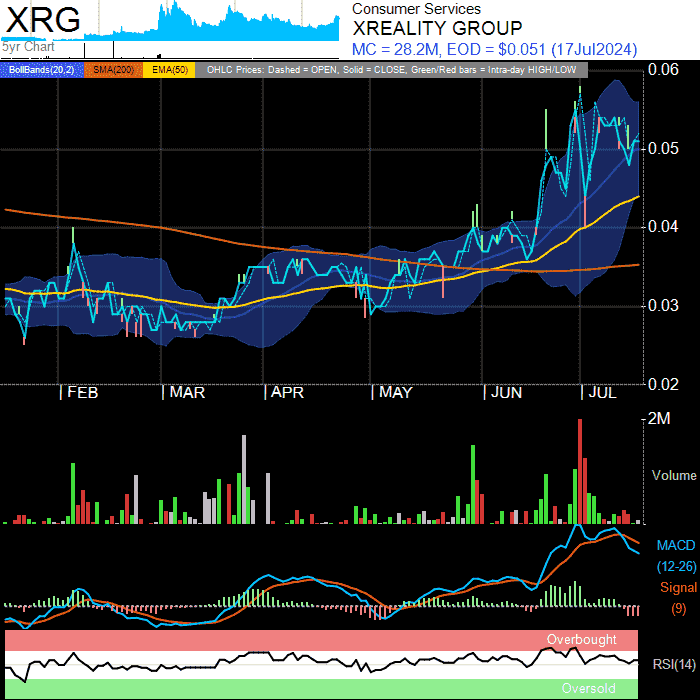 XRG
Consumer Services
XREALITY GROUP
MC = 28.2M, EOD = $0.051 (17Jul2024)
5yr Chart
BollBands(20,2) SMA(200) EMA(50) OHLC Prices: Dashed = OPEN, Solid = CLOSE, Green/Red bars = Intra-day HIGH/LOW
0.06
0.05
0.04
0.03
0.02
FEB MAR APR MAY JUN JUL
2M
Volume
MACD
(12-26)
Signal
(9)
Overbought
RSI(14)
Oversold